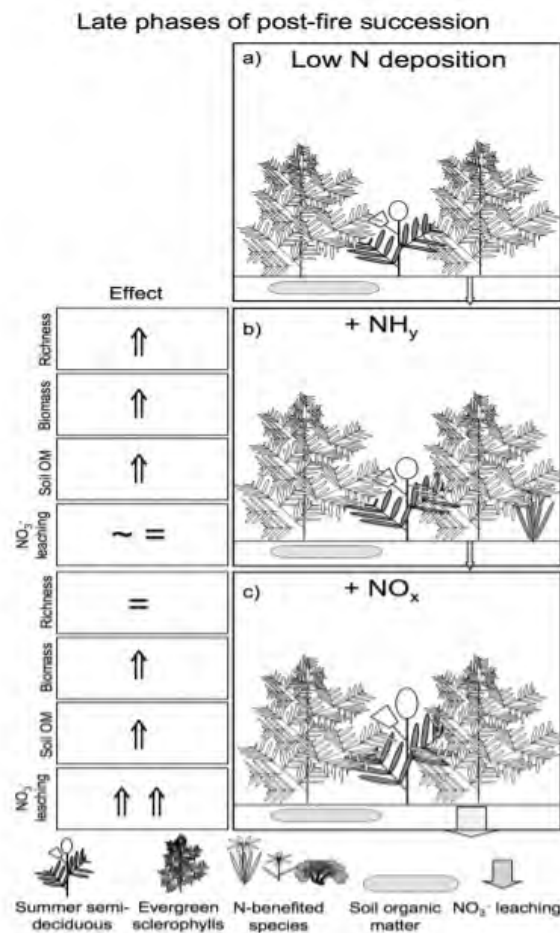 Late phases of post-fire succession
a) Low N deposition
Effect
b) + NHy
Richness ⇑
Biomass ⇑
Soil OM ⇑
NO3- leaching ~ =
c) + NOx
Richness =
Biomass ⇑
Soil OM ⇑
NO3- leaching ⇑ ⇑
Summer semi-
deciduous
Evergreen
sclerophylls
N-benefited
species
Soil organic
matter
NO3- leaching